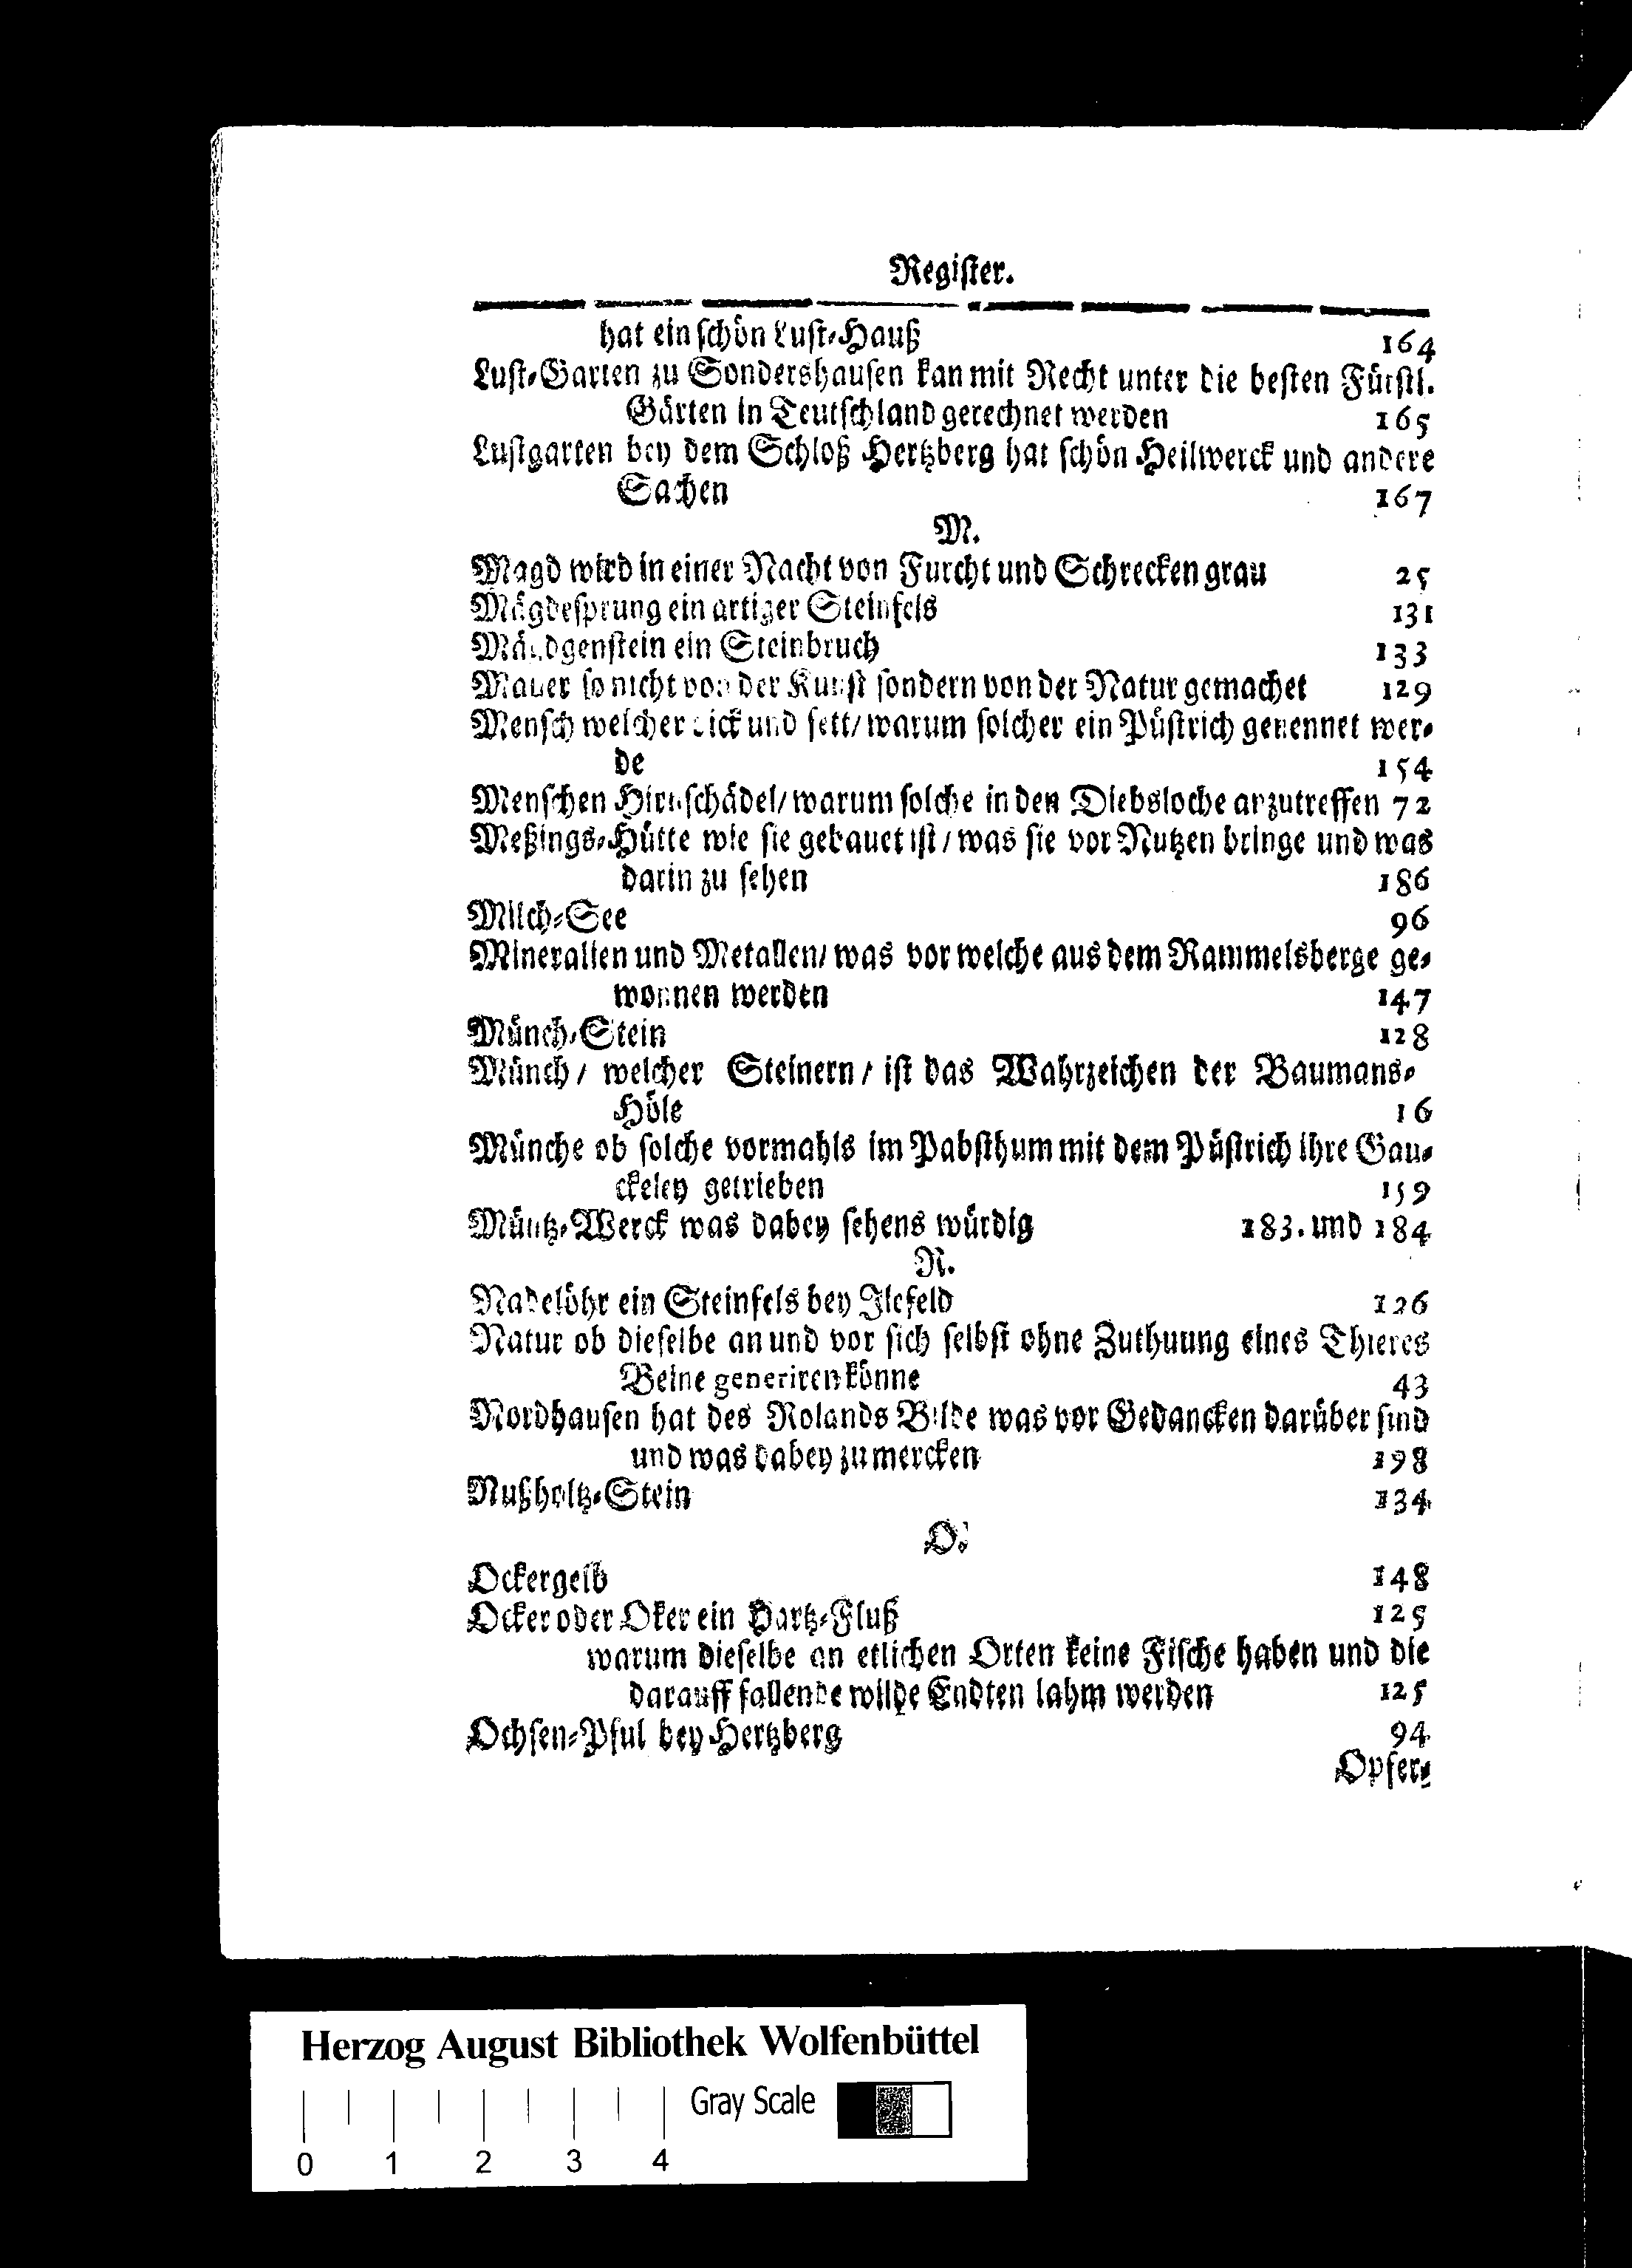 Register.
hat ein schön Lust-Hauß 164
Lust-Garten zu Sondershausen kan mit Recht unter die besten Fürstl.
Gärten in Teutschland gerechnet werden 165
Lustgarten bey dem Schloß Hertzberg hat schön Heilwerck und andere
Sachen 167
M.
Magd wird in einer Nacht von Furcht und Schrecken grau 25
Mägdesprung ein artiger Steinfels 131
Mändgenstein ein Steinbruch 133
Mauer so nicht von der Kunst sondern von der Natur gemachet 129
Mensch welcher dick und fett/ warum solcher ein Püstrich genennet wer-
de 154
Menschen Hirnschädel/ warum solche in den Diebsloche anzutreffen 72
Meßings-Hütte wie sie gebauet ist/ was sie vor Nutzen bringe und was
darin zu sehen 186
Milch-See 96
Mineralien und Metallen/ was vor welche aus dem Rammelsberge ge-
wonnen werden 147
Münch-Stein 128
Münch/ welcher Steinern/ ist das Wahrzeichen der Baumans-
Höle 16
Münche ob solche vormahls im Pabsthum mit dem Püstrich ihre Gau-
ckeley getrieben 159
Müntz-Werck was dabey sehens würdig 183. und 184
N.
Nadelöhr ein Steinfels bey Ilefeld 126
Natur ob dieselbe an und vor sich selbst ohne Zuthuung eines Thieres
Beine generiren könne 43
Nordhausen hat des Rolands Bilde was vor Gedancken darüber sind
und was dabey zu mercken 198
Nußholtz-Stein 134
O.
Ockergelb 148
Ocker oder Oker ein Hartz-Fluß 125
warum dieselbe an etlichen Orten keine Fische haben und die
darauff fallende wilde Endten lahm werden 125
Ochsen-Pful bey Hertzberg 94
Opfer-
Herzog August Bibliothek Wolfenbüttel
Gray Scale
0 1 2 3 4